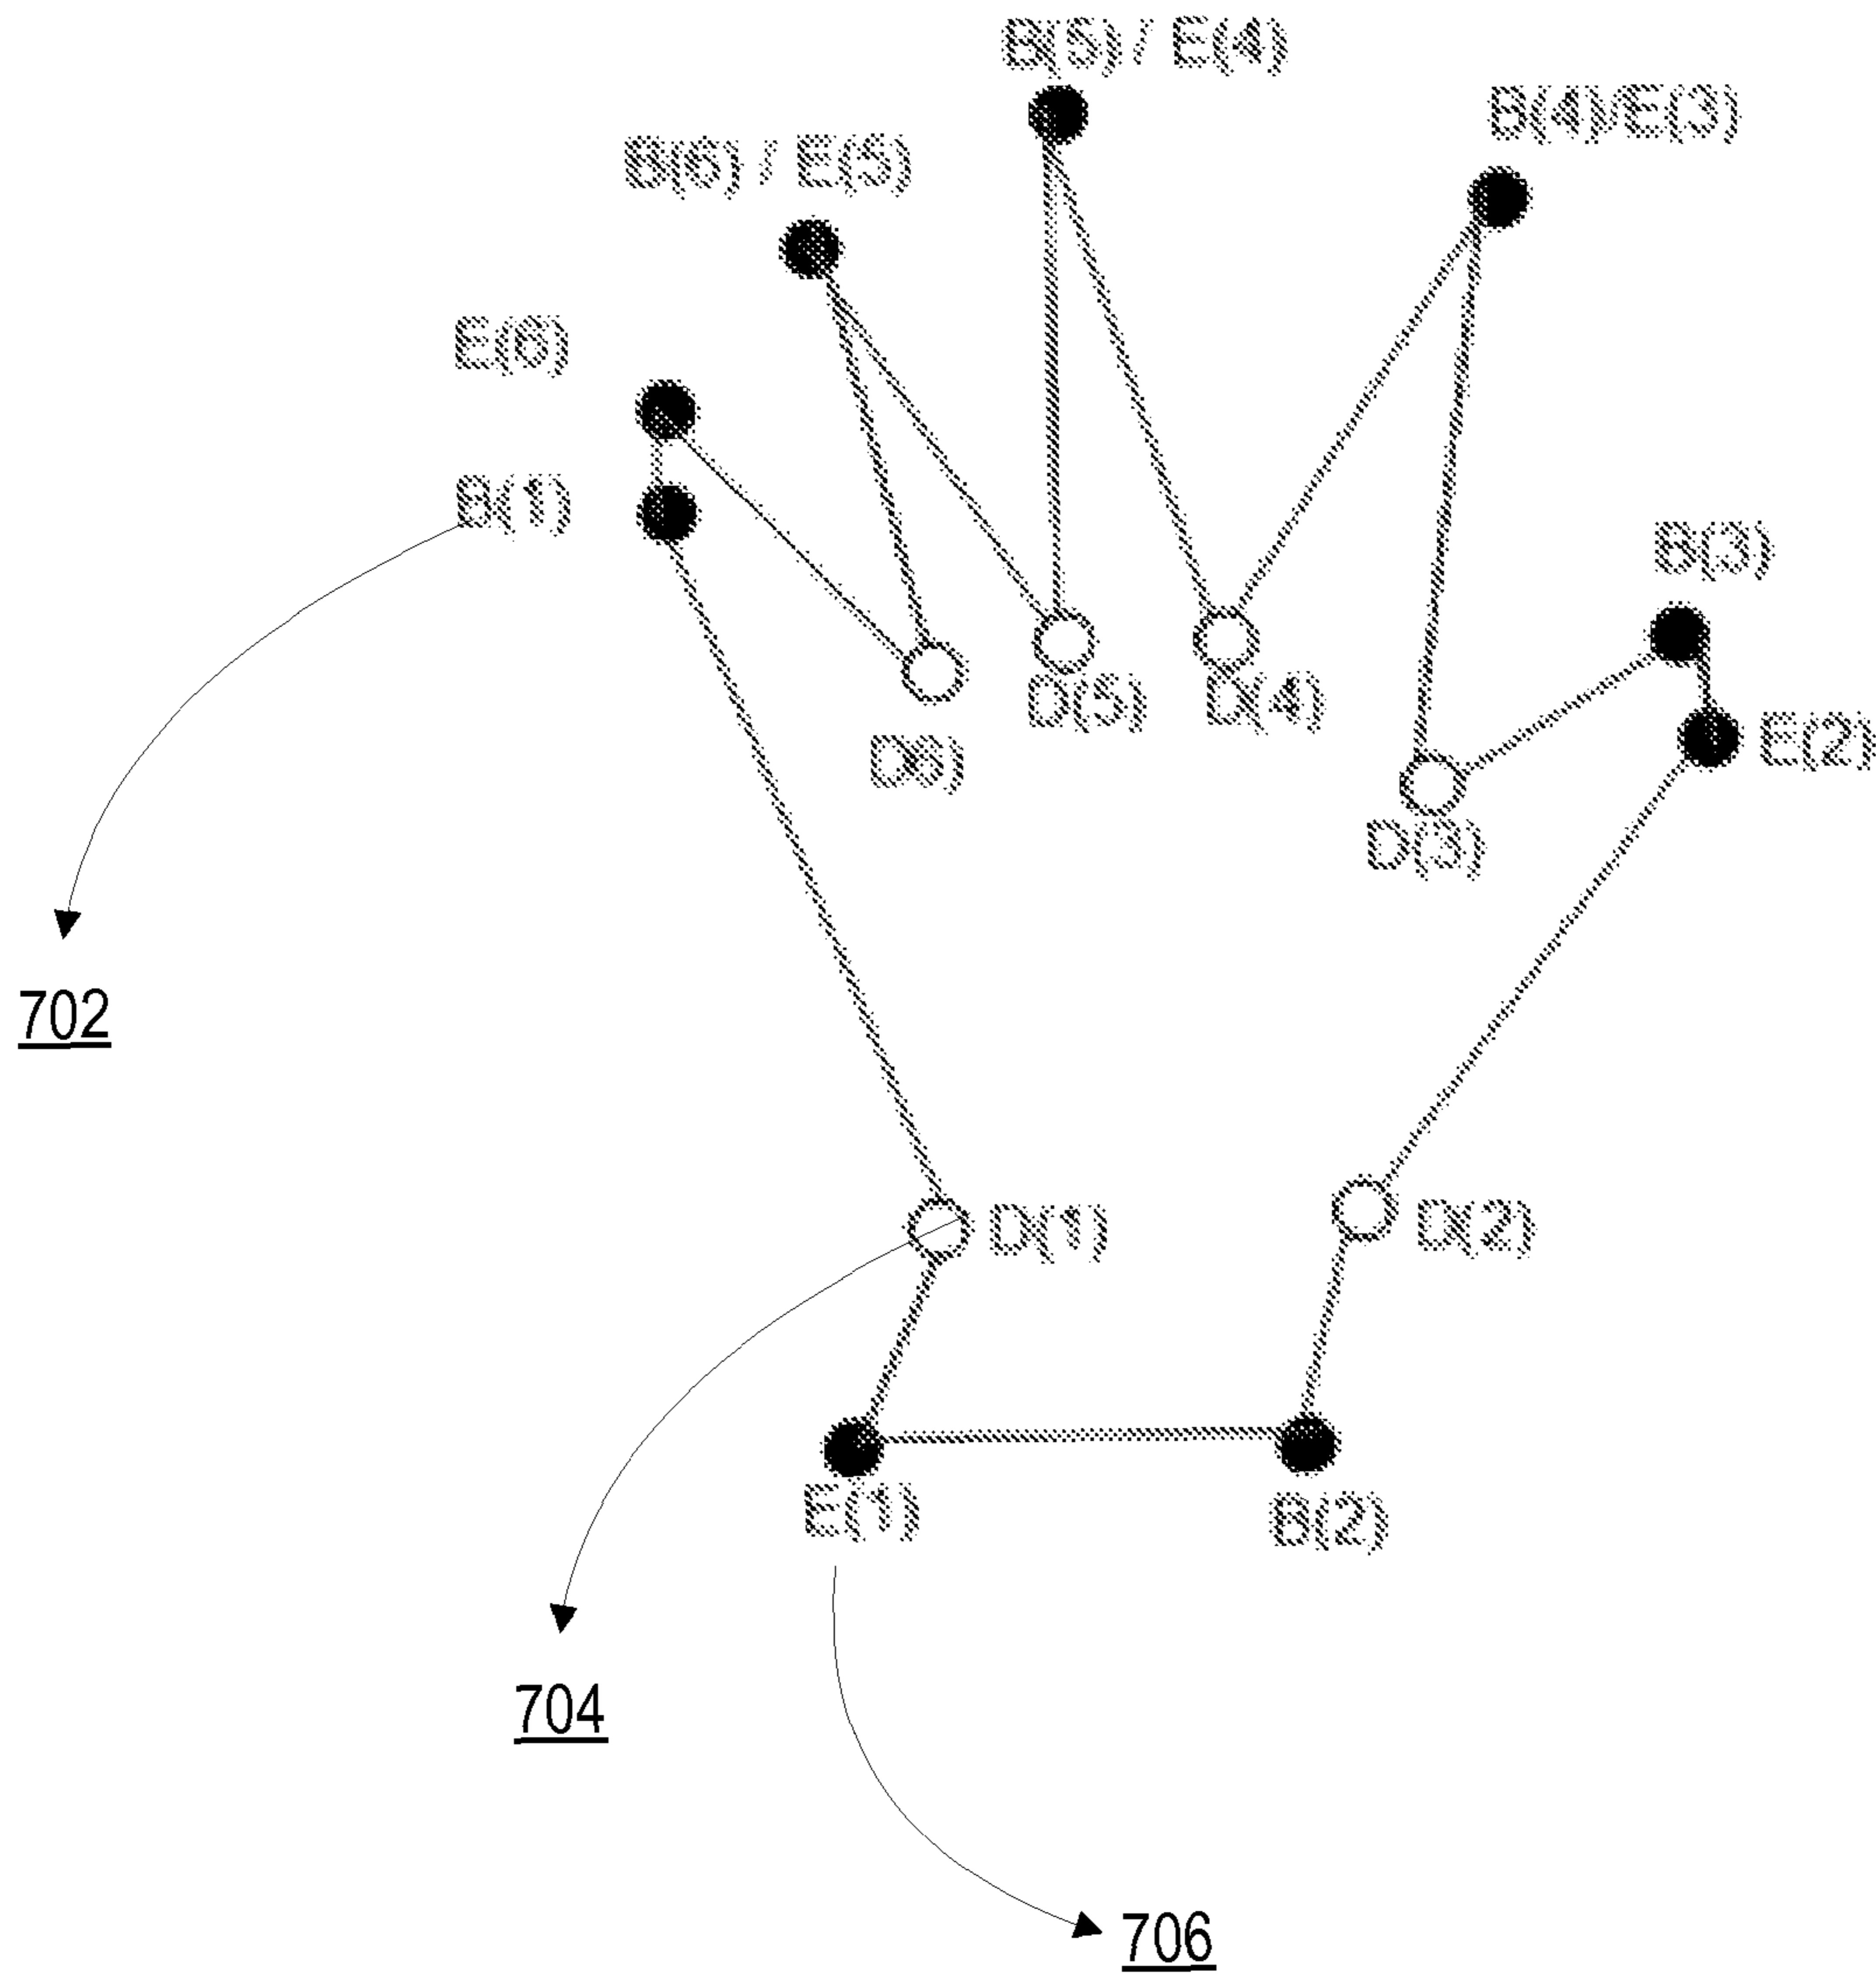 B(5) / E(4)
B(4)/E(3)
B(6) / E(5)
E(6)
B(1)
B(3)
D(5)
D(4)
E(2)
D6)
D(3)
702
D(1)
D(2)
E(1)
B(2)
704
706